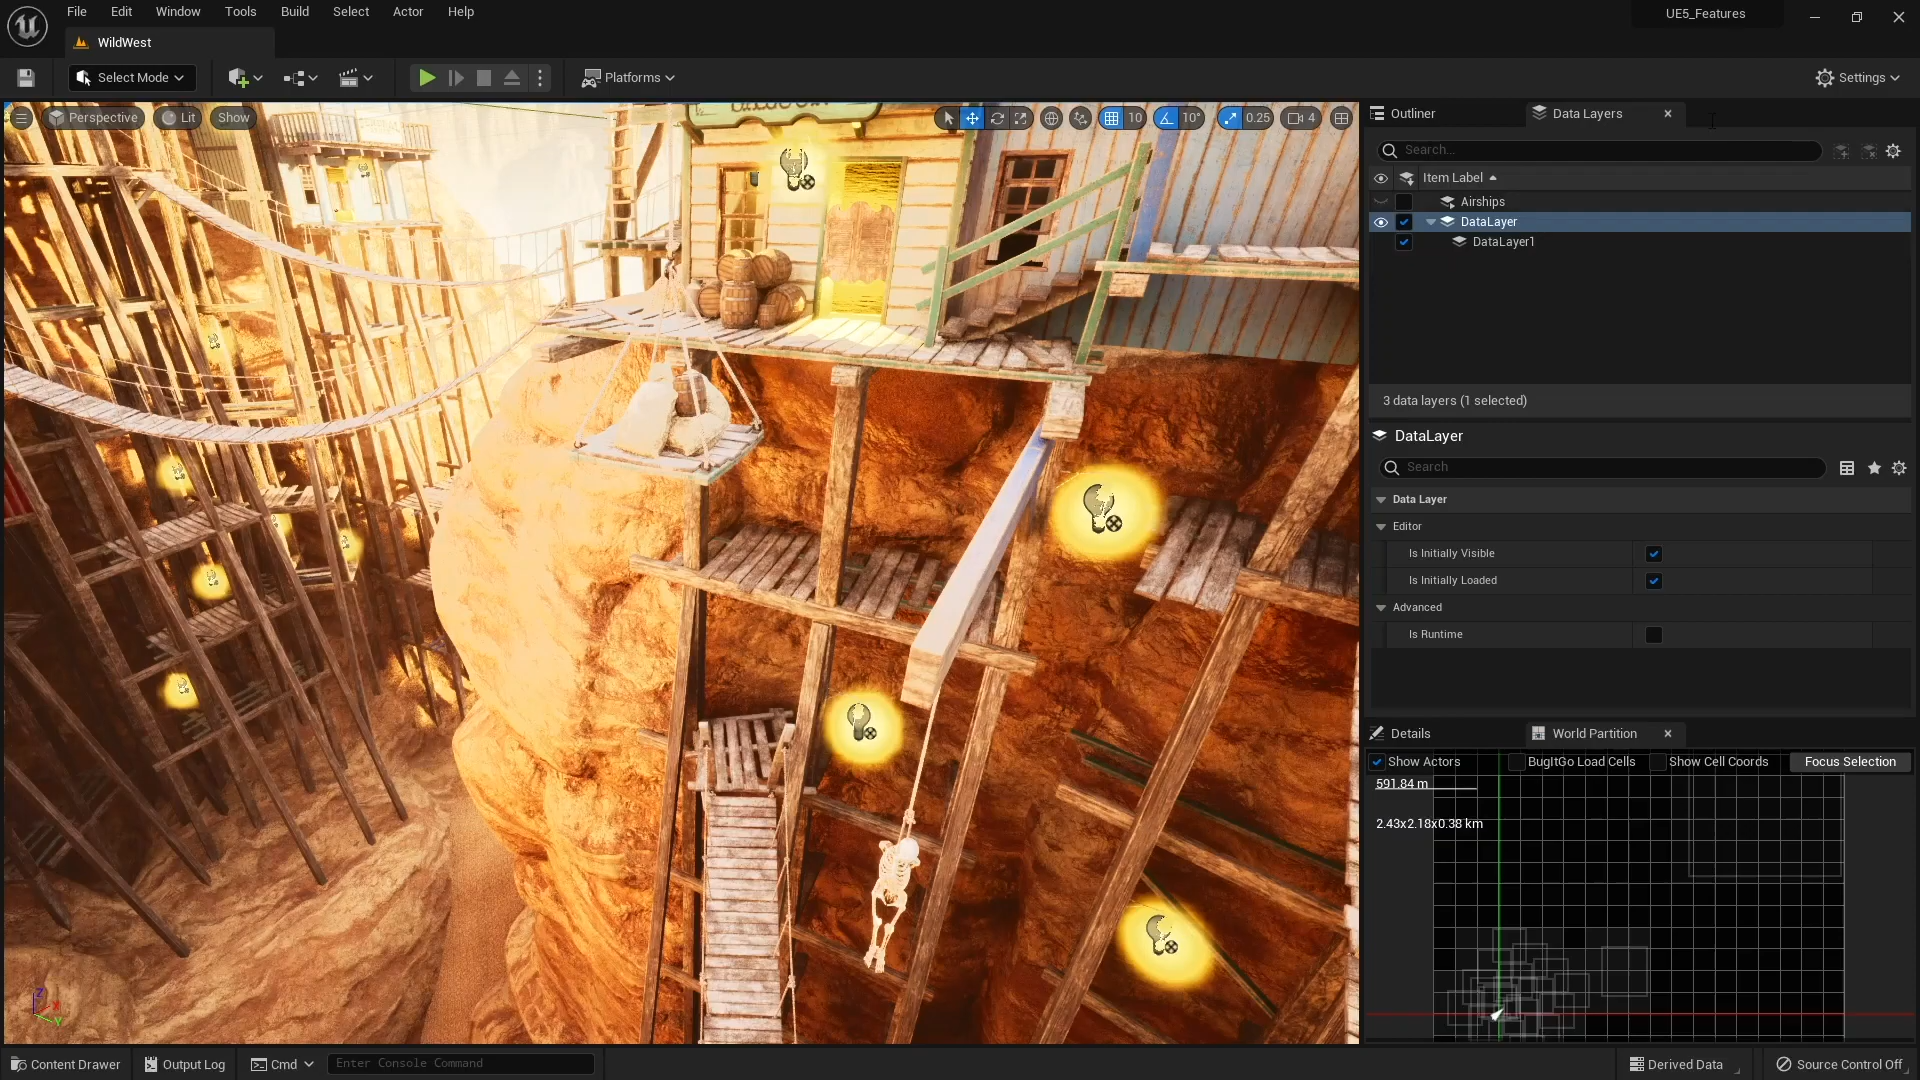 File Edit Window Tools Build Select Actor Help
UE5_Features
WildWest
Select Mode
Platforms
Settings
Perspective Lit Show
10 10° 0.25 4
Outliner
Data Layers
Search...
Item Label
Airships
DataLayer
DataLayer1
3 data layers (1 selected)
DataLayer
Search
Data Layer
Editor
Is Initially Visible
Is Initially Loaded
Advanced
Is Runtime
Details
World Partition
Show Actors BugItGo Load Cells Show Cell Coords Focus Selection
591.84 m
2.43x2.18x0.38 km
Z X
Y
Content Drawer Output Log Cmd Enter Console Command
Derived Data Source Control Off